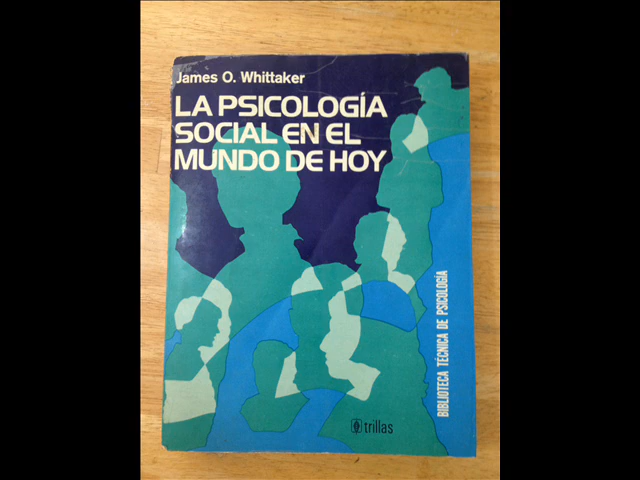 James O. Whittaker
LA PSICOLOGÍA
SOCIAL EN EL
MUNDO DE HOY
BIBLIOTECA TÉCNICA DE PSICOLOGÍA
trillas